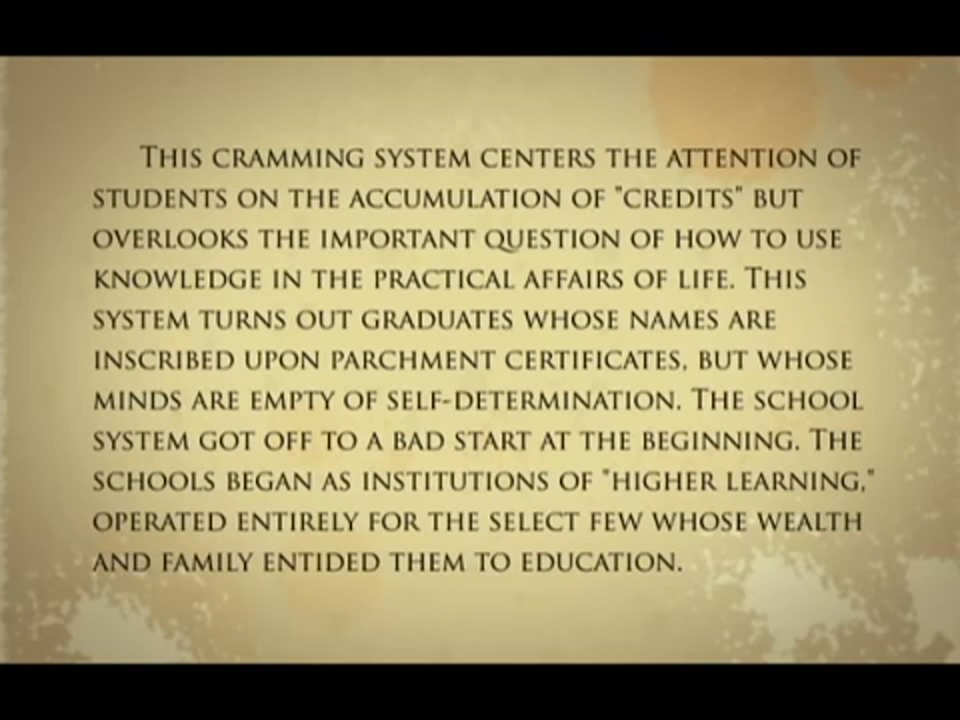 THIS CRAMMING SYSTEM CENTERS THE ATTENTION OF
STUDENTS ON THE ACCUMULATION OF "CREDITS" BUT
OVERLOOKS THE IMPORTANT QUESTION OF HOW TO USE
KNOWLEDGE IN THE PRACTICAL AFFAIRS OF LIFE. THIS
SYSTEM TURNS OUT GRADUATES WHOSE NAMES ARE
INSCRIBED UPON PARCHMENT CERTIFICATES, BUT WHOSE
MINDS ARE EMPTY OF SELF-DETERMINATION. THE SCHOOL
SYSTEM GOT OFF TO A BAD START AT THE BEGINNING. THE
SCHOOLS BEGAN AS INSTITUTIONS OF "HIGHER LEARNING,"
OPERATED ENTIRELY FOR THE SELECT FEW WHOSE WEALTH
AND FAMILY ENTIDED THEM TO EDUCATION.